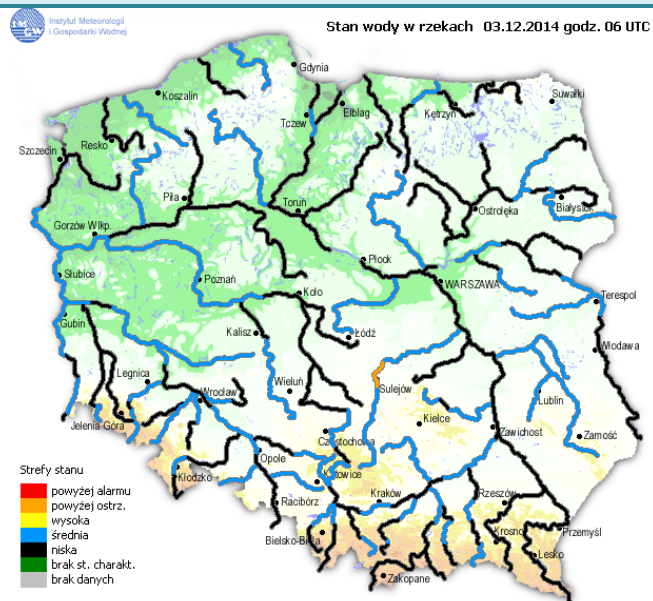 Instytut Meteorologii
i Gospodarki Wodnej
Stan wody w rzekach 03.12.2014 godz. 06 UTC
Gdynia
Koszalin
Suwałki
Elbląg
Kętrzyn
Tczew
Resko
Szczecin
Piła
Toruń
Ostrołęka
Białystok
Gorzów Wlkp.
Płock
Słubice
Poznań
Koło
WARSZAWA
Terespol
Gubin
Kalisz
Łódź
Włodawa
Legnica
Wieluń
Sulejów
Wrocław
Lublin
Jelenia Góra
Kielce
Częstochowa
Zawichost
Zamość
Opole
Kłodzko
Katowice
Racibórz
Kraków
Rzeszów
Bielsko-Biała
Krosno
Przemyśl
Lesko
Zakopane
Strefy stanu
powyżej alarmu
powyżej ostrz.
wysoka
średnia
niska
brak st. charakt.
brak danych